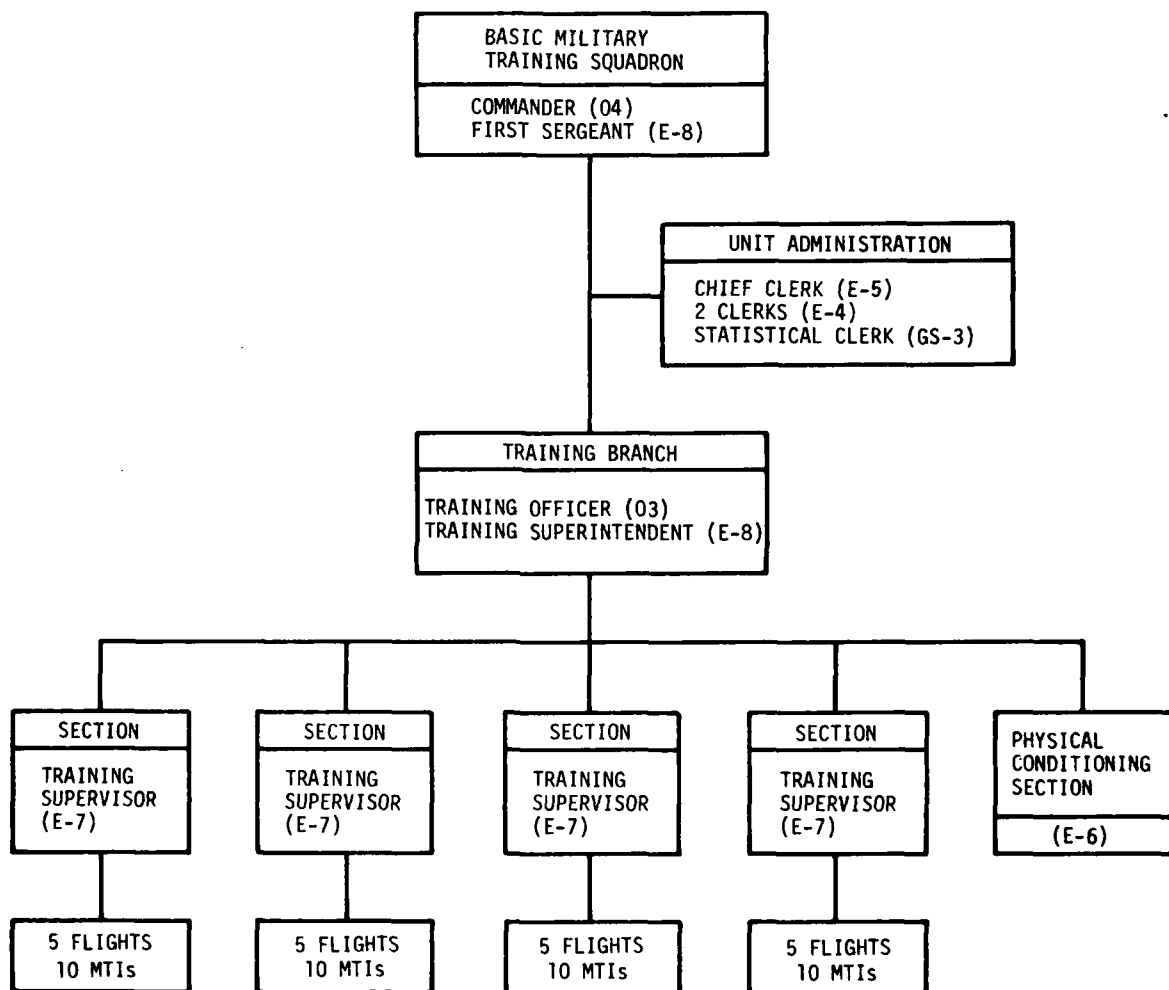 BASIC MILITARY
TRAINING SQUADRON
COMMANDER (04)
FIRST SERGEANT (E-8)
UNIT ADMINISTRATION
CHIEF CLERK (E-5)
2 CLERKS (E-4)
STATISTICAL CLERK (GS-3)
TRAINING BRANCH
TRAINING OFFICER (03)
TRAINING SUPERINTENDENT (E-8)
SECTION
TRAINING
SUPERVISOR
(E-7)
5 FLIGHTS
10 MTIs
SECTION
TRAINING
SUPERVISOR
(E-7)
5 FLIGHTS
10 MTIs
SECTION
TRAINING
SUPERVISOR
(E-7)
5 FLIGHTS
10 MTIs
SECTION
TRAINING
SUPERVISOR
(E-7)
5 FLIGHTS
10 MTIs
PHYSICAL
CONDITIONING
SECTION
(E-6)